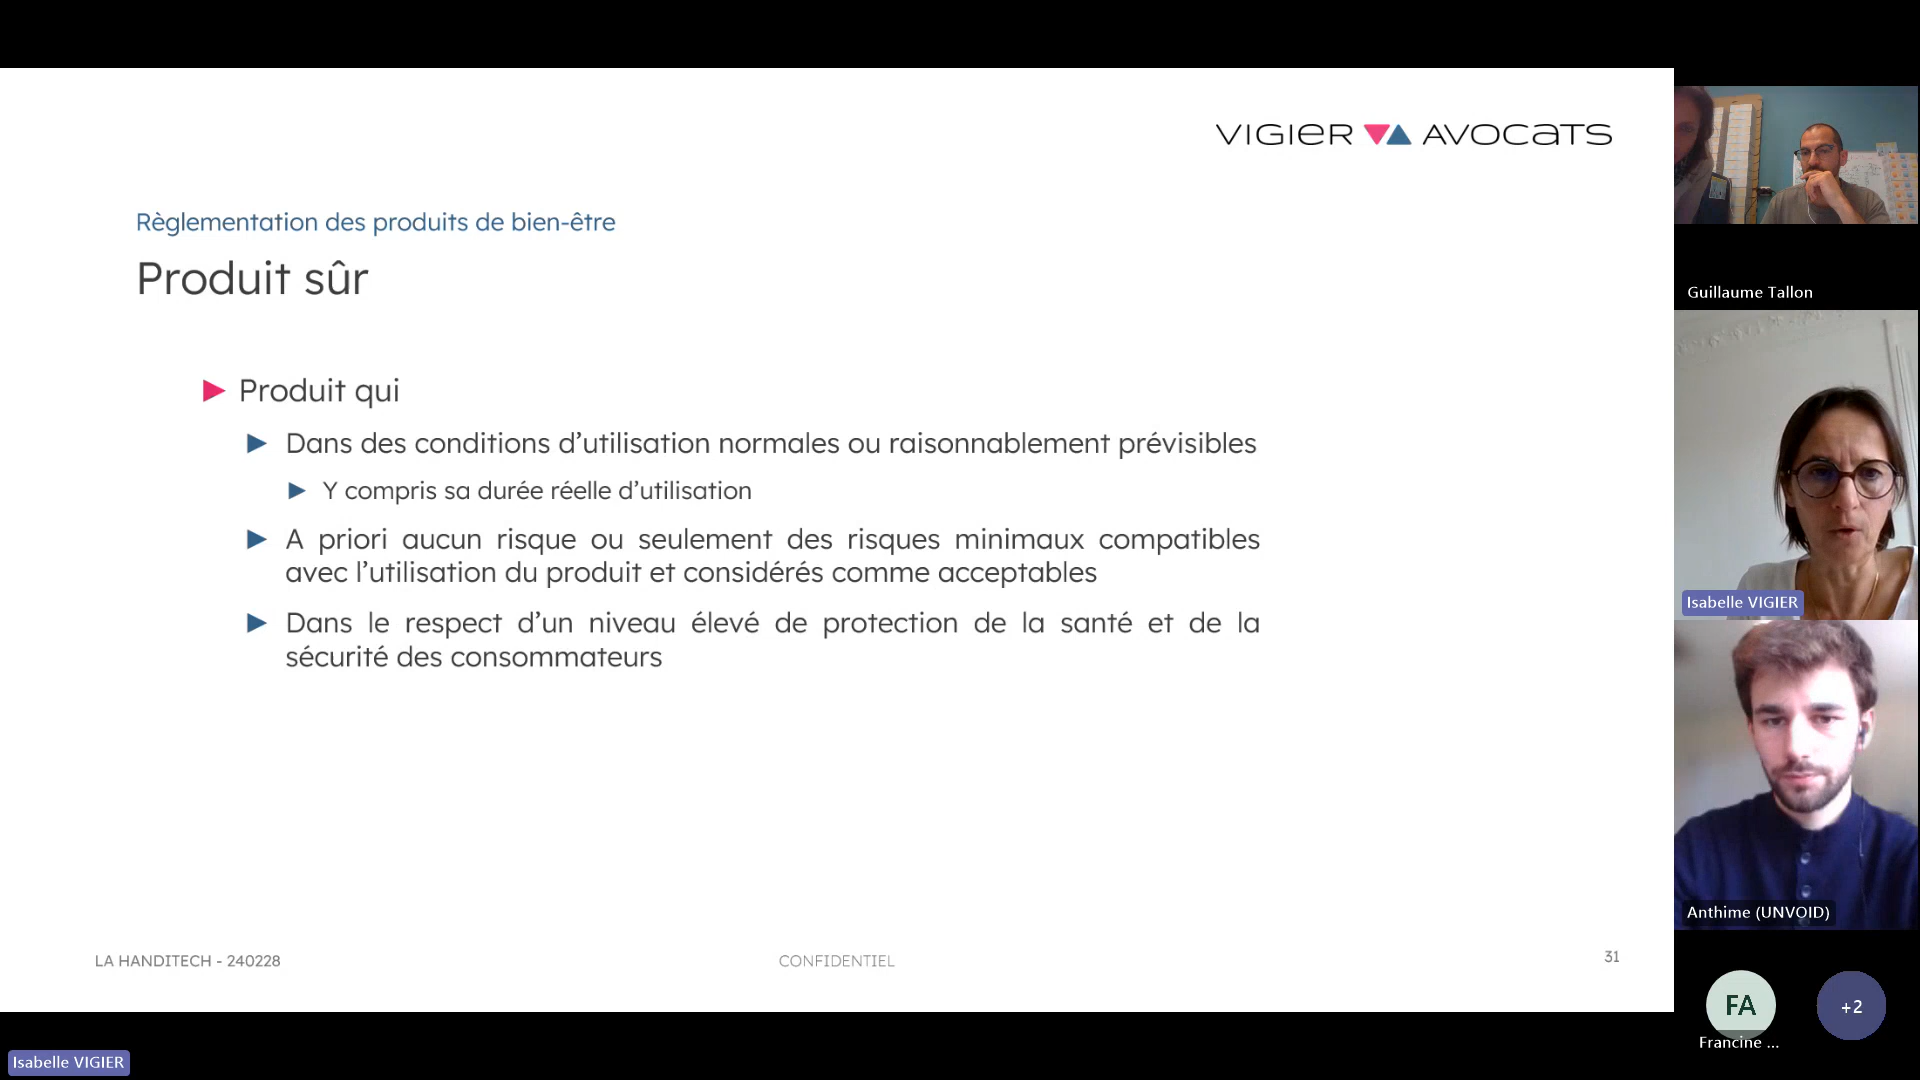 VIGIER AVOCATS
Règlementation des produits de bien-être
Produit sûr
Produit qui
Dans des conditions d’utilisation normales ou raisonnablement prévisibles
Y compris sa durée réelle d’utilisation
A priori aucun risque ou seulement des risques minimaux compatibles
avec l’utilisation du produit et considérés comme acceptables
Dans le respect d’un niveau élevé de protection de la santé et de la
sécurité des consommateurs
LA HANDITECH - 240228
CONFIDENTIEL
31
Guillaume Tallon
Isabelle VIGIER
Anthime (UNVOID)
FA
+2
Francine ...
Isabelle VIGIER